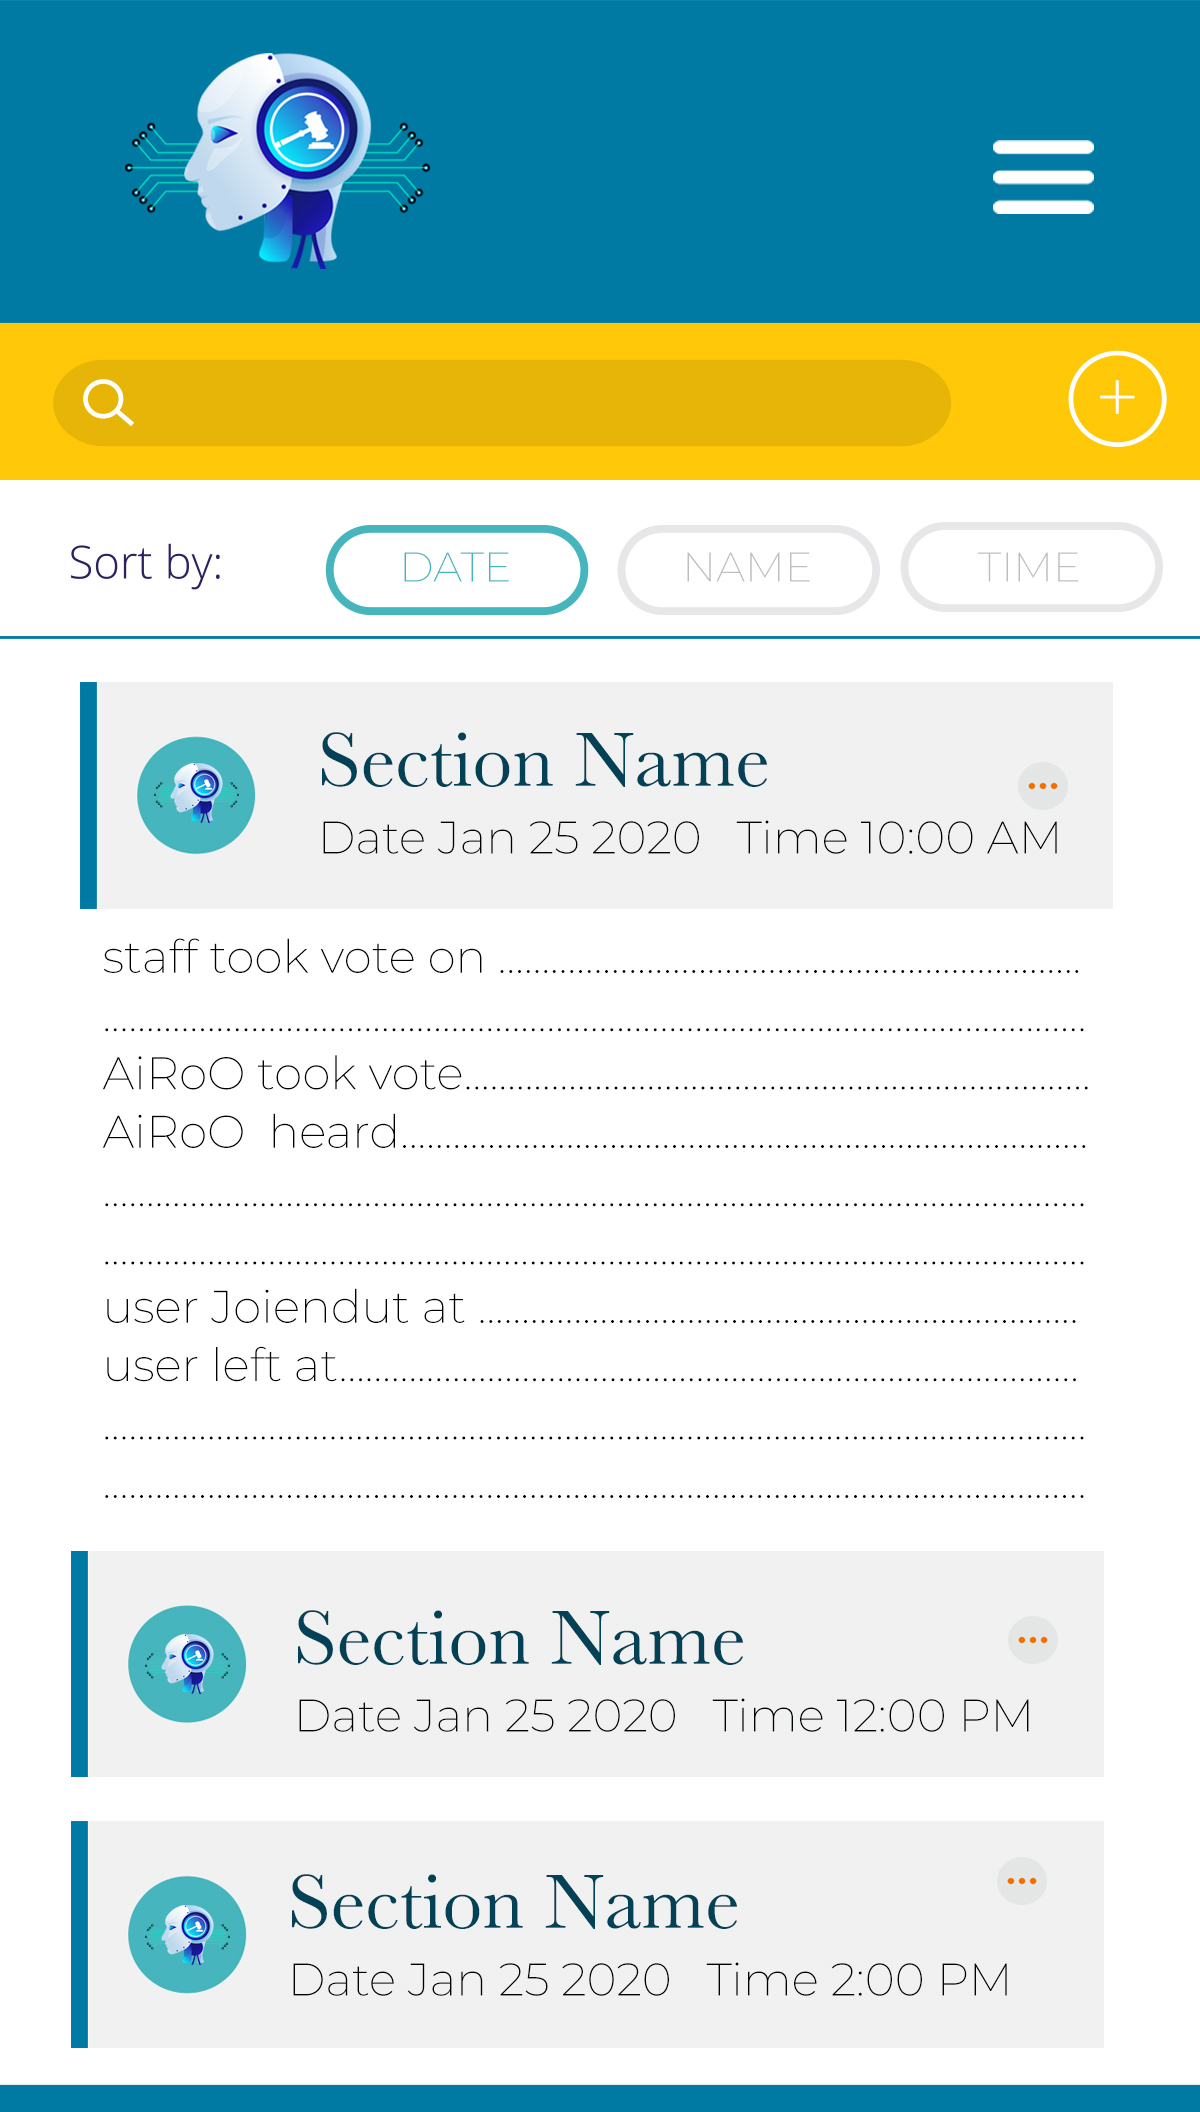 Sort by:
DATE NAME TIME
Section Name
Date Jan 25 2020 Time 10:00 AM
staff took vote on ...................................................................
.................................................................................................................
AiRoO took vote........................................................................
AiRoO heard...............................................................................
.................................................................................................................
.................................................................................................................
user Joiendut at .....................................................................
user left at.....................................................................................
.................................................................................................................
.................................................................................................................
Section Name
Date Jan 25 2020 Time 12:00 PM
Section Name
Date Jan 25 2020 Time 2:00 PM